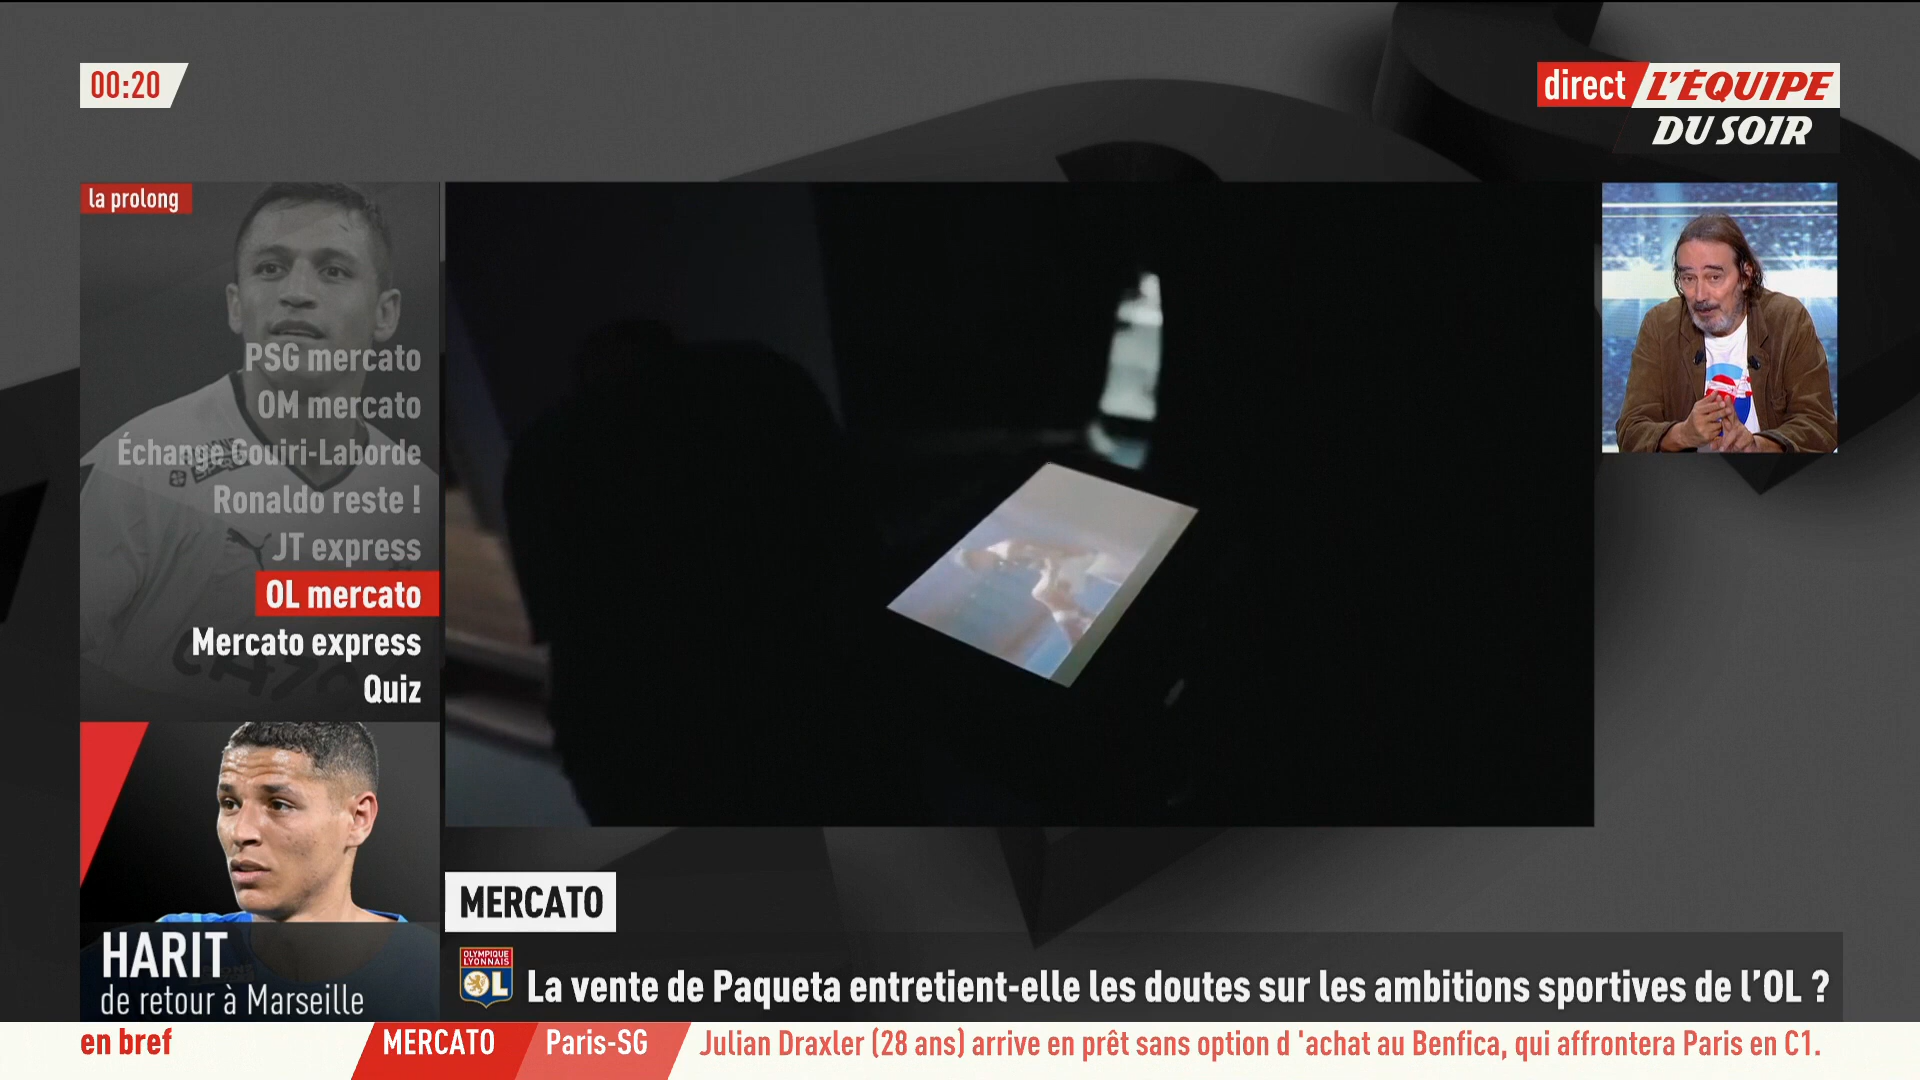 00:20
direct L'ÉQUIPE
DU SOIR
la prolong
PSG mercato
OM mercato
Échange Gouiri-Laborde
Ronaldo reste !
JT express
OL mercato
Mercato express
Quiz
HARIT
de retour à Marseille
MERCATO
OLYMPIQUE
LYONNAIS
OL
La vente de Paqueta entretient-elle les doutes sur les ambitions sportives de l'OL ?
en bref
MERCATO
Paris-SG
Julian Draxler (28 ans) arrive en prêt sans option d 'achat au Benfica, qui affrontera Paris en C1.